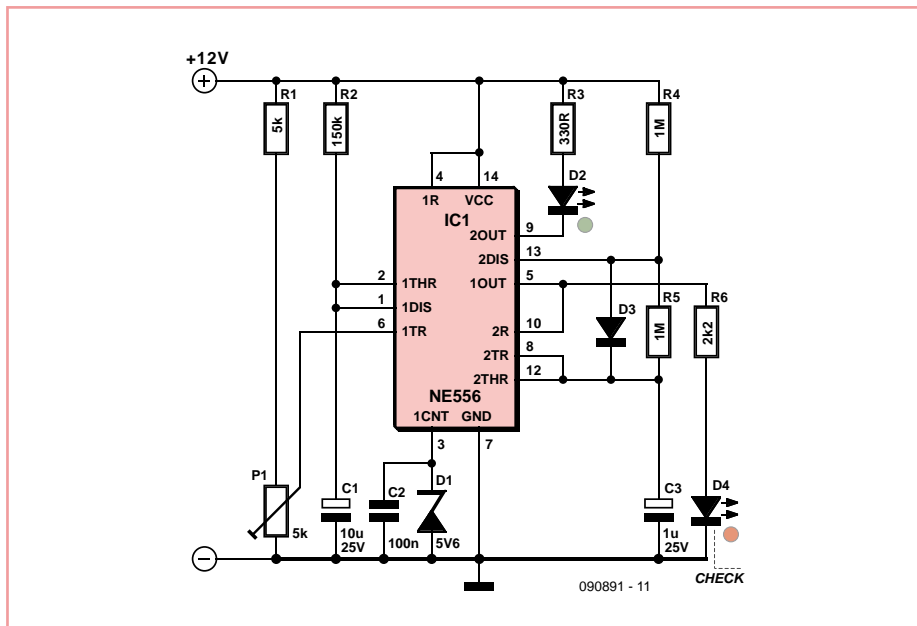 +12V
R1
R2
R3
R4
5k
150k
330R
1M
D2
4
14
1R
VCC
IC1
9
2OUT
13
2DIS
2
5
1THR
1OUT
R5
R6
1
1DIS
D3
6
10
1M
2k2
1TR
2R
8
2TR
12
2THR
NE556
1CNT
GND
3
7
P1
C1
C2
D1
C3
D4
5k
10u
25V
100n
5V6
1u
25V
CHECK
090891 - 11